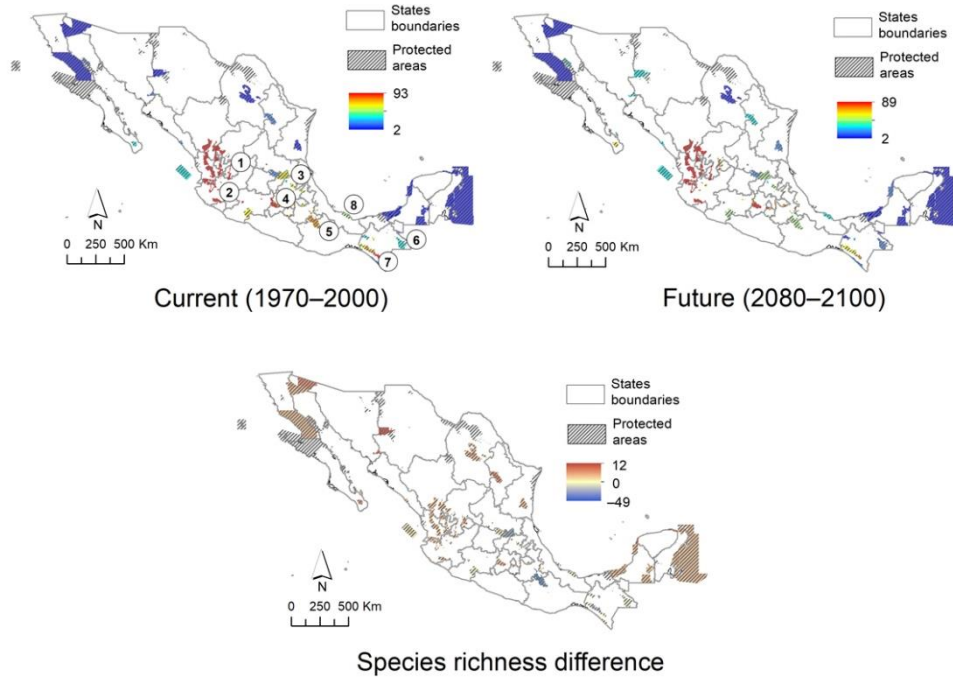 States
boundaries
Protected
areas
93
2
1
2
3
4
5
6
7
8
N
0 250 500 Km
Current (1970–2000)
States
boundaries
Protected
areas
89
2
N
0 250 500 Km
Future (2080–2100)
States
boundaries
Protected
areas
12
0
–49
N
0 250 500 Km
Species richness difference